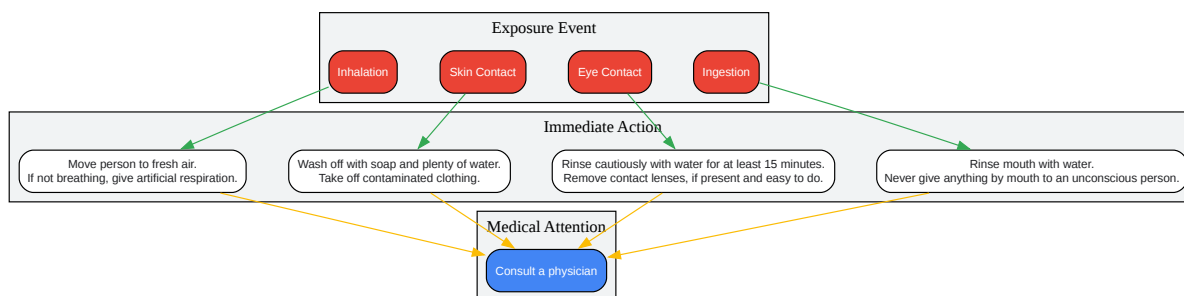 Exposure Event
Inhalation
Skin Contact
Eye Contact
Ingestion
Immediate Action
Move person to fresh air.
If not breathing, give artificial respiration.
Wash off with soap and plenty of water.
Take off contaminated clothing.
Rinse cautiously with water for at least 15 minutes.
Remove contact lenses, if present and easy to do.
Rinse mouth with water.
Never give anything by mouth to an unconscious person.
Medical Attention
Consult a physician